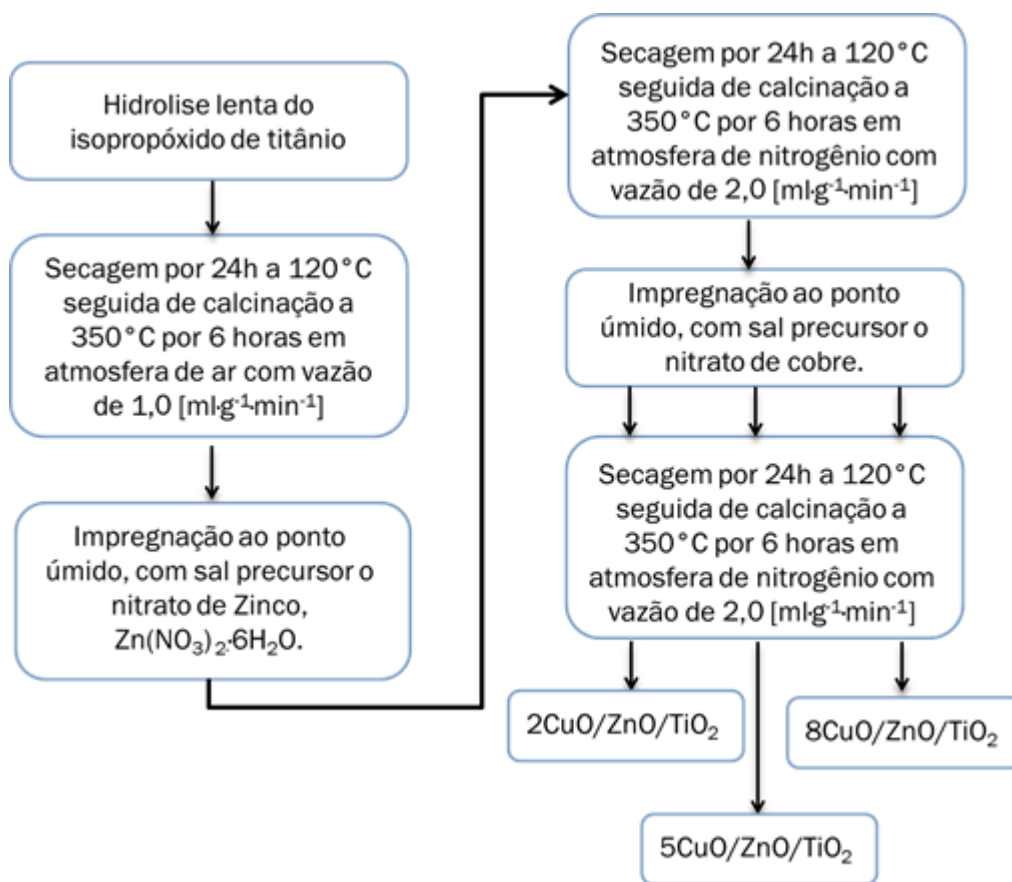 Hidrolise lenta do
isopropóxido de titânio
Secagem por 24h a 120°C
seguida de calcinação a
350°C por 6 horas em
atmosfera de ar com vazão
de 1,0 [ml·g⁻¹·min⁻¹]
Impregnação ao ponto
úmido, com sal precursor o
nitrato de Zinco,
Zn(NO₃)₂·6H₂O.
Secagem por 24h a 120°C
seguida de calcinação a
350°C por 6 horas em
atmosfera de nitrogênio com
vazão de 2,0 [ml·g⁻¹·min⁻¹]
Impregnação ao ponto
úmido, com sal precursor o
nitrato de cobre.
Secagem por 24h a 120°C
seguida de calcinação a
350°C por 6 horas em
atmosfera de nitrogênio com
vazão de 2,0 [ml·g⁻¹·min⁻¹]
2CuO/ZnO/TiO₂
8CuO/ZnO/TiO₂
5CuO/ZnO/TiO₂